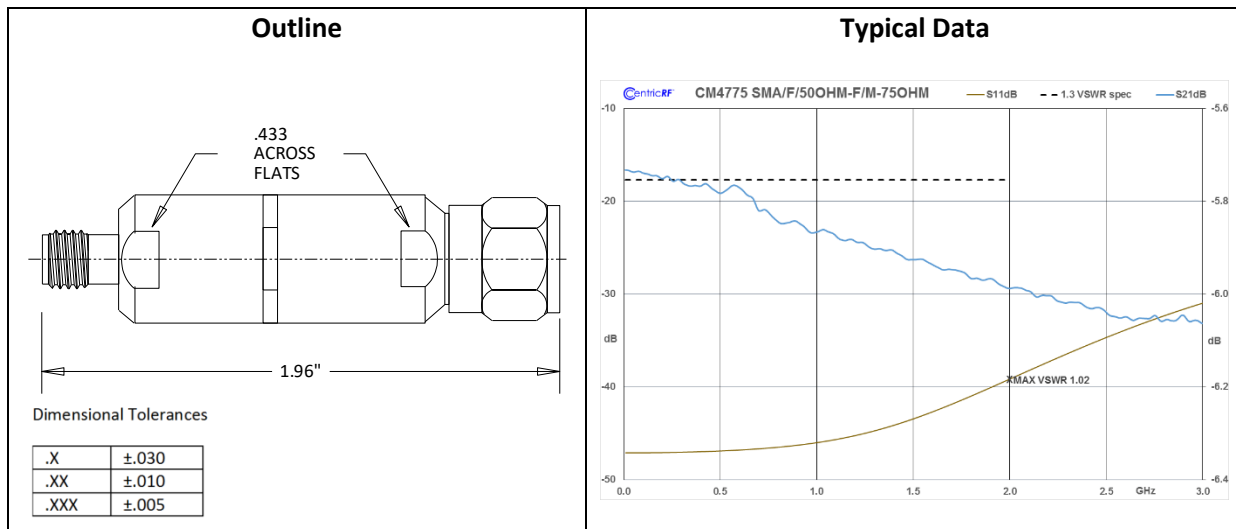 Outline
.433
ACROSS
FLATS
1.96"
Dimensional Tolerances
.X ±.030
.XX ±.010
.XXX ±.005
Typical Data
CentricRF CM4775 SMA/F/50OHM-F/M-75OHM S11dB 1.3 VSWR spec S21dB
-10 -5.6
-20 -5.8
-30 -6.0
dB dB
-40 -6.2
XMAX VSWR 1.02
-50 -6.4
0.0 0.5 1.0 1.5 2.0 2.5 GHz 3.0